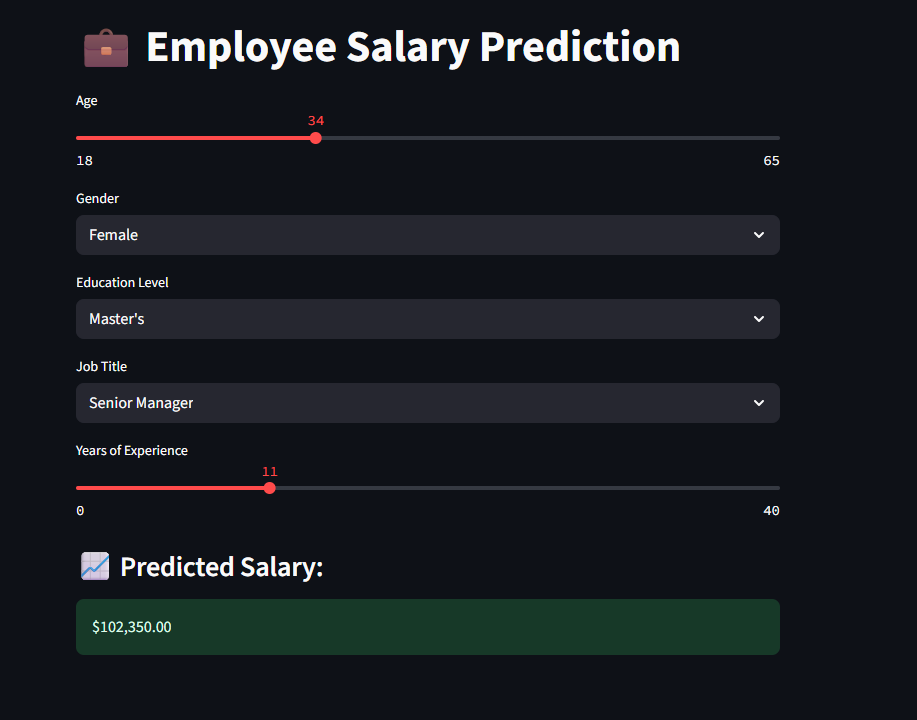 Employee Salary Prediction
Age
34
18 65
Gender
Female
Education Level
Master's
Job Title
Senior Manager
Years of Experience
11
0 40
Predicted Salary:
$102,350.00